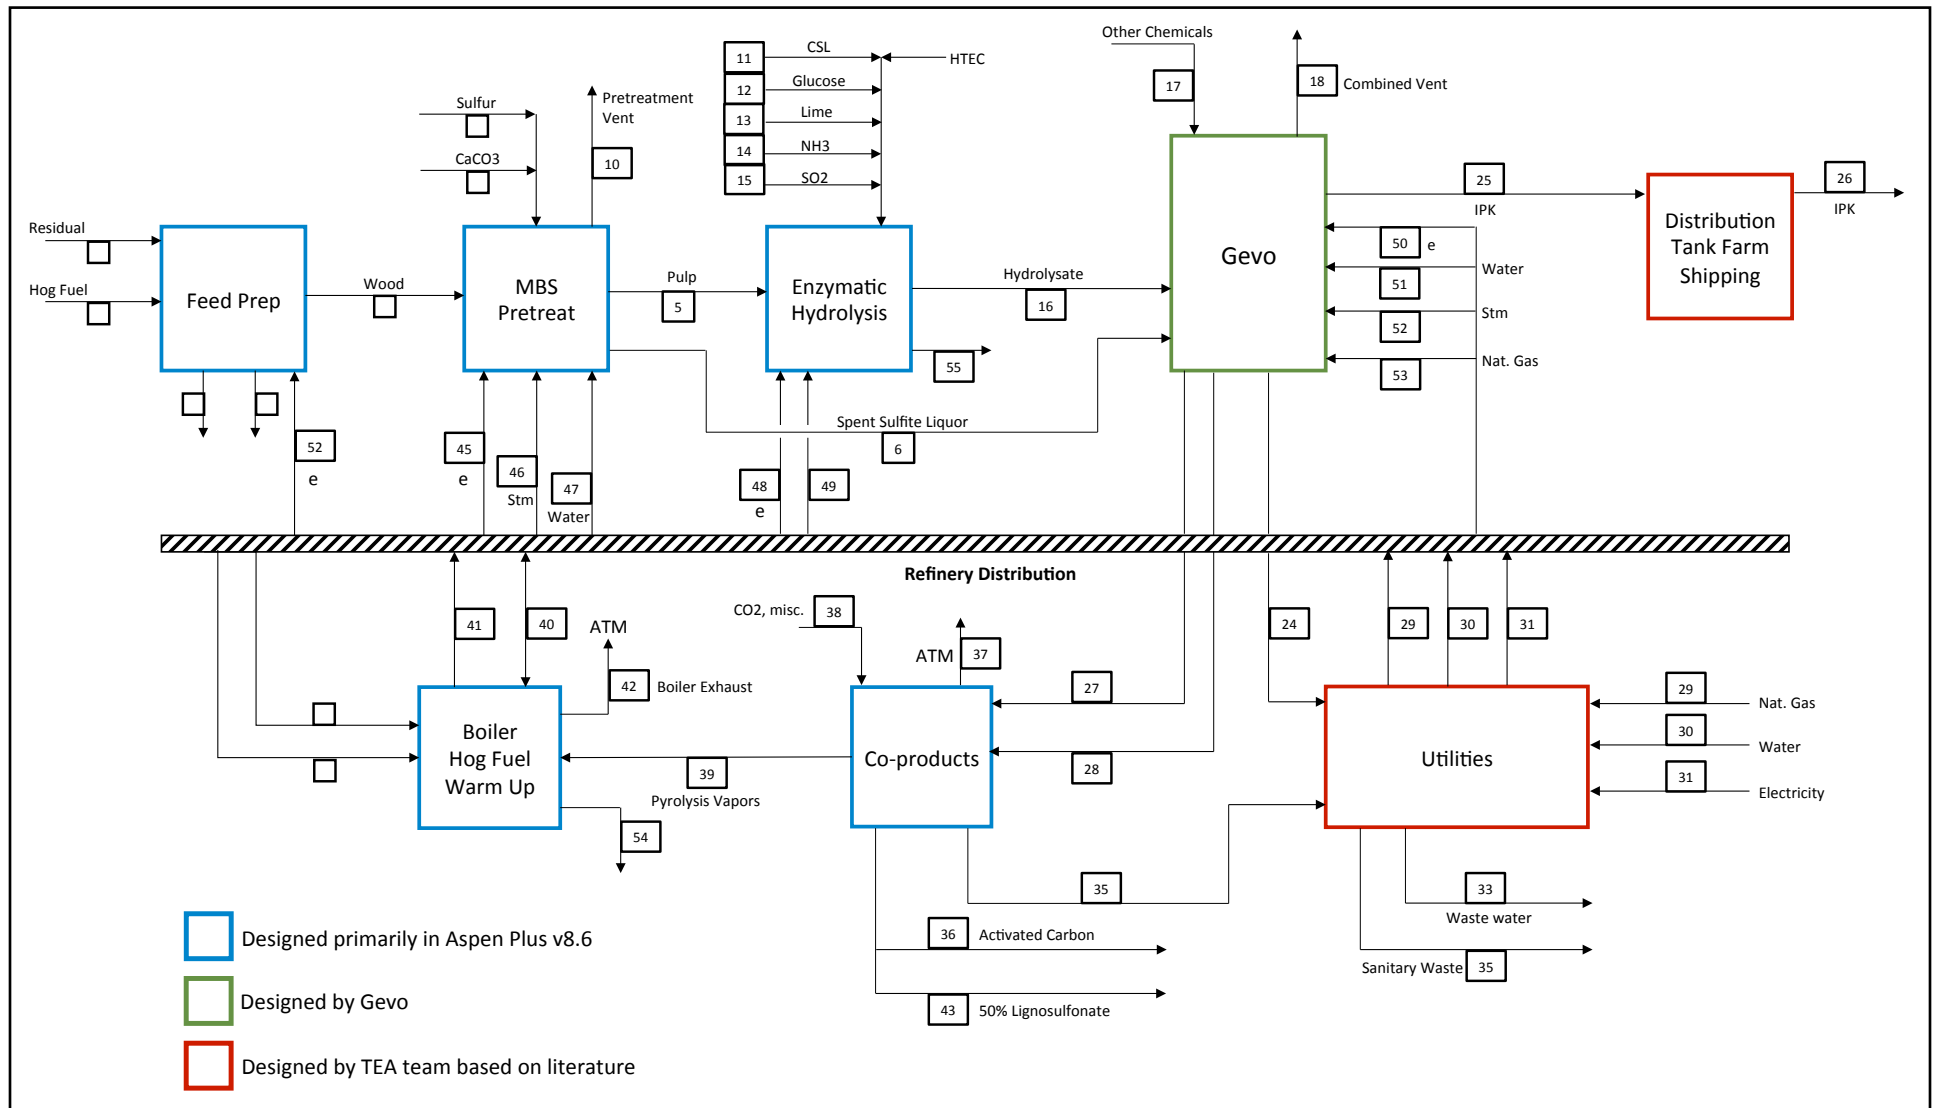 Other Chemicals
11
CSL
HTEC
12
Glucose
17
18
Combined Vent
Sulfur
Pretreatment
Vent
13
Lime
CaCO3
10
14
NH3
15
SO2
25
IPK
26
IPK
Residual
Hog Fuel
Feed Prep
Wood
MBS
Pretreat
Pulp
5
Enzymatic
Hydrolysis
Hydrolysate
16
Gevo
Distribution
Tank Farm
Shipping
50
e
Water
51
Stm
52
Nat. Gas
53
55
Spent Sulfite Liquor
6
52
e
45
e
46
Stm
47
Water
48
e
49
Refinery Distribution
41
40
ATM
42
Boiler Exhaust
CO2, misc.
38
ATM
37
27
28
24
29
30
31
29
Nat. Gas
30
Water
31
Electricity
Boiler
Hog Fuel
Warm Up
39
Pyrolysis Vapors
Co-products
Utilities
54
35
33
Waste water
36
Activated Carbon
Sanitary Waste
35
43
50% Lignosulfonate
Designed primarily in Aspen Plus v8.6
Designed by Gevo
Designed by TEA team based on literature